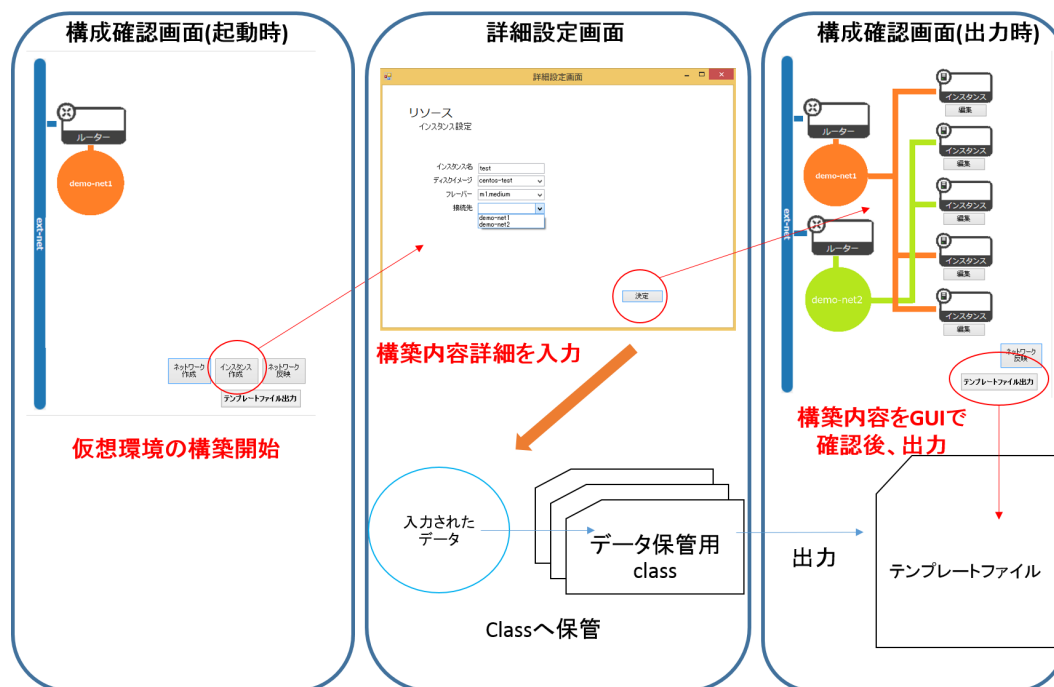 構成確認画面(起動時)
ext-net
ルーター
demo-net1
ネットワーク
作成
インスタンス
作成
ネットワーク
反映
テンプレートファイル出力
仮想環境の構築開始
詳細設定画面
詳細設定画面
リソース
インスタンス設定
インスタンス名 test
ディスクイメージ centos-test
フレーバー m1.medium
接続先
demo-net1
demo-net2
決定
構築内容詳細を入力
入力された
データ
データ保管用
class
Classへ保管
構成確認画面(出力時)
ext-net
ルーター
demo-net1
ルーター
demo-net2
インスタンス
編集
インスタンス
編集
インスタンス
編集
インスタンス
編集
インスタンス
編集
ネットワーク
反映
テンプレートファイル出力
構築内容をGUIで
確認後、出力
出力
テンプレートファイル